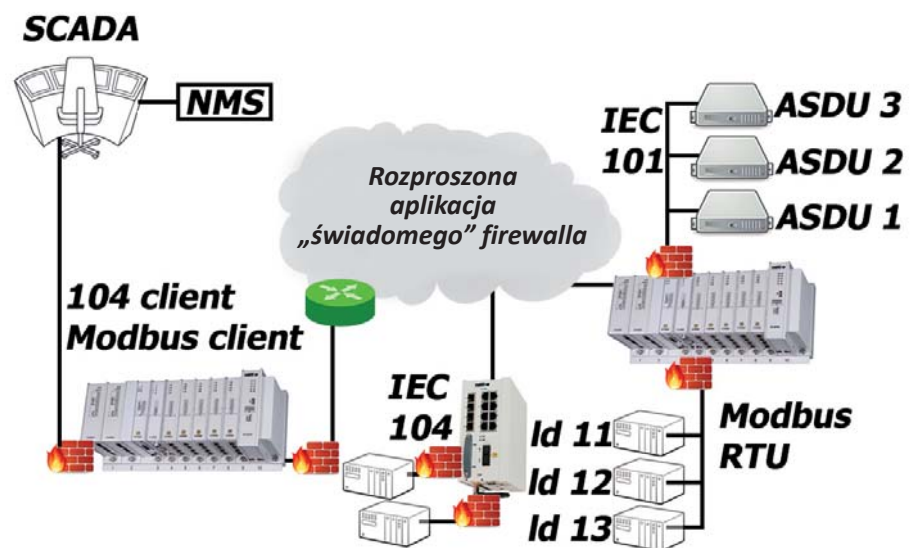 SCADA
NMS
Rozproszona
aplikacja
„świadomego” firewalla
IEC
101
ASDU 3
ASDU 2
ASDU 1
104 client
Modbus client
IEC
104
Id 11
Id 12
Id 13
Modbus
RTU